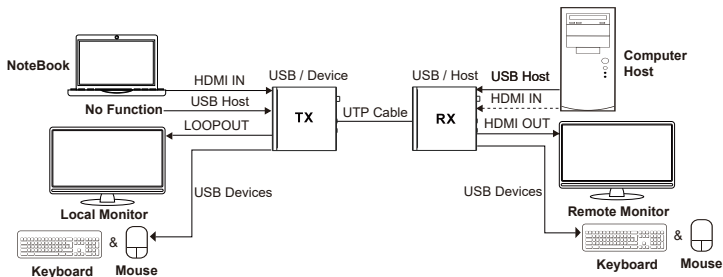 NoteBook
HDMI IN
No Function
USB Host
LOOPOUT
USB Devices
Local Monitor
&
Keyboard
Mouse
USB / Device
TX
UTP Cable
USB / Host
RX
USB Host
HDMI IN
HDMI OUT
USB Devices
Computer
Host
Remote Monitor
&
Keyboard
Mouse